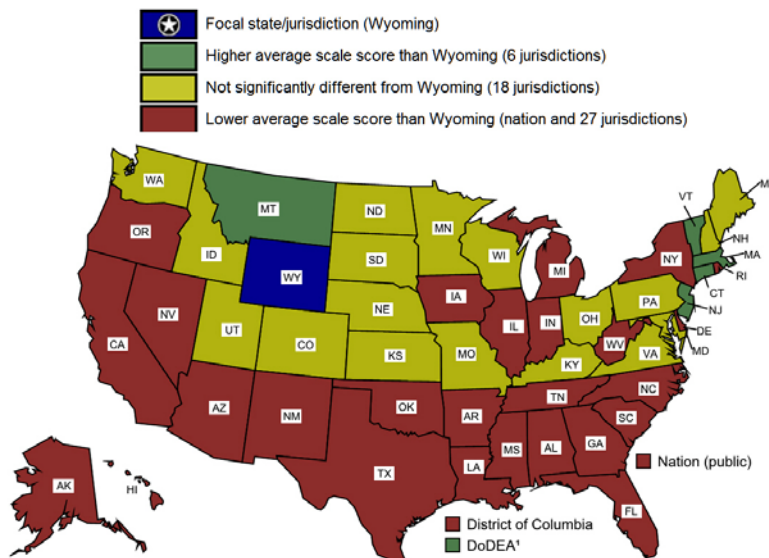 Focal state/jurisdiction (Wyoming)
Higher average scale score than Wyoming (6 jurisdictions)
Not significantly different from Wyoming (18 jurisdictions)
Lower average scale score than Wyoming (nation and 27 jurisdictions)
M
WA
VT
MT
ND
OR
MN
NH
ID
SD
WI
NY
MA
WY
MI
RI
CT
IA
PA
NJ
NE
NV
OH
IL
IN
DE
UT
CA
CO
WV
MD
KS
MO
VA
KY
NC
TN
AZ
OK
NM
AR
SC
MS
AL
GA
Nation (public)
LA
TX
AK
HI
FL
District of Columbia
DoDEA¹